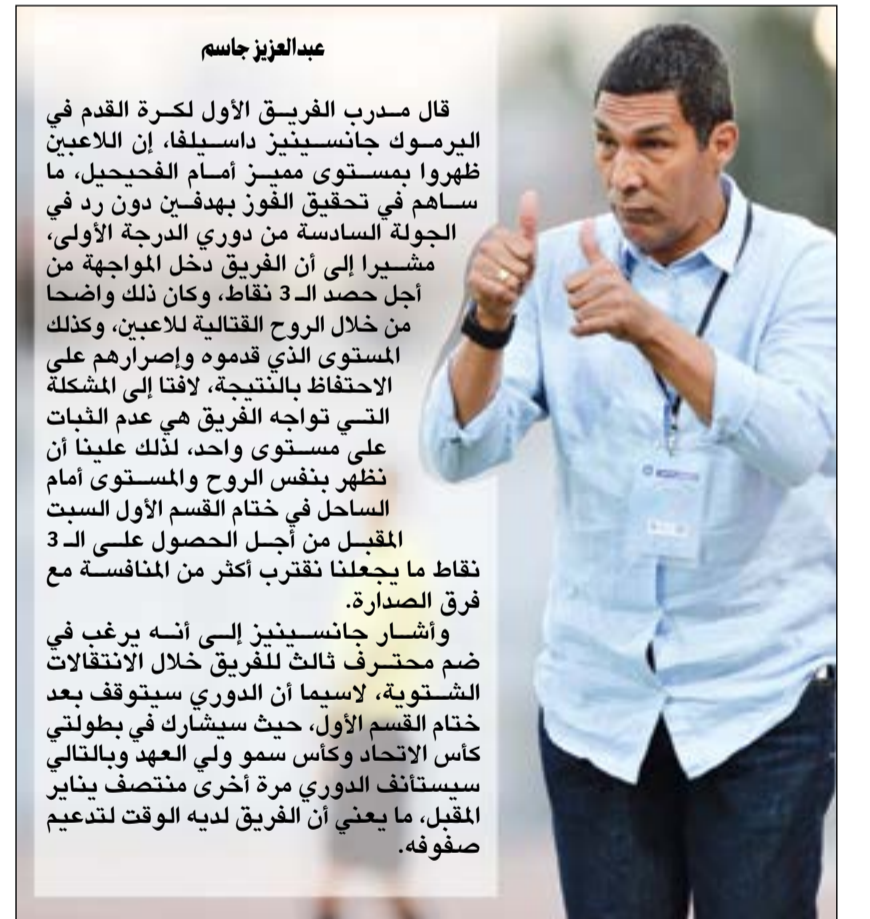 عبدالعزيز جاسم
قال مدرب الفريق الأول لكرة القدم في
اليرموك جانسينيز داسيلفا، إن اللاعبين
ظهروا بمستوى مميز أمام الفحيحيل، ما
ساهم في تحقيق الفوز بهدفين دون رد في
الجولة السادسة من دوري الدرجة الأولى،
مشيرا إلى أن الفريق دخل المواجهة من
أجل حصد الـ 3 نقاط، وكان ذلك واضحا
من خلال الروح القتالية للاعبين، وكذلك
المستوى الذي قدموه وإصرارهم على
الاحتفاظ بالنتيجة، لافتا إلى المشكلة
التي تواجه الفريق هي عدم الثبات
على مستوى واحد، لذلك علينا أن
نظهر بنفس الروح والمستوى أمام
الساحل في ختام القسم الأول السبت
المقبل من أجل الحصول على الـ 3
نقاط ما يجعلنا نقترب أكثر من المنافسة مع
فرق الصدارة.
وأشار جانسينيز إلى أنه يرغب في
ضم محترف ثالث للفريق خلال الانتقالات
الشتوية، لاسيما أن الدوري سيتوقف بعد
ختام القسم الأول، حيث سيشارك في بطولتي
كأس الاتحاد وكأس سمو ولي العهد وبالتالي
سيستأنف الدوري مرة أخرى منتصف يناير
المقبل، ما يعني أن الفريق لديه الوقت لتدعيم
صفوفه.